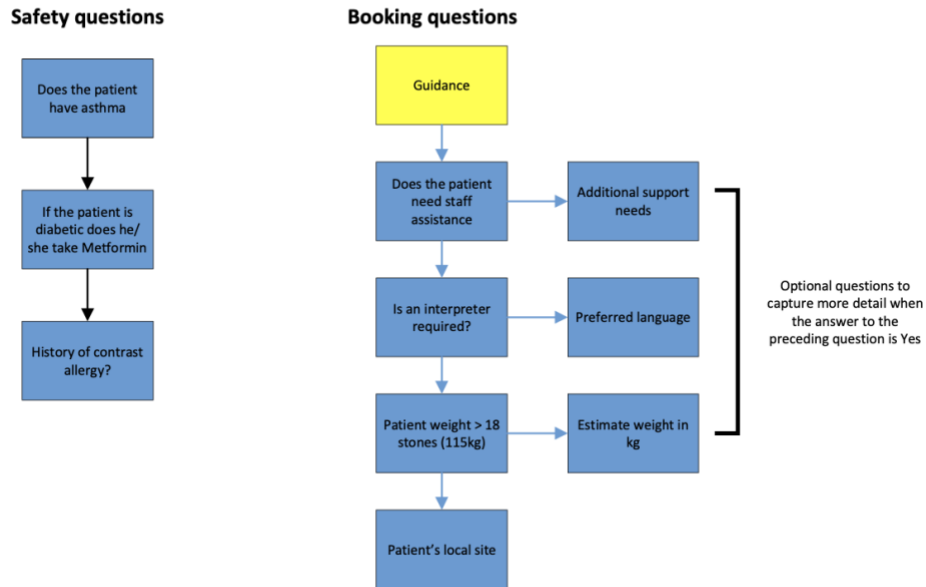 Safety questions
Does the patient
have asthma
If the patient is
diabetic does he/
she take Metformin
History of contrast
allergy?
Booking questions
Guidance
Does the patient
need staff
assistance
Additional support
needs
Is an interpreter
required?
Preferred language
Patient weight > 18
stones (115kg)
Estimate weight in
kg
Patient's local site
Optional questions to
capture more detail when
the answer to the
preceding question is Yes